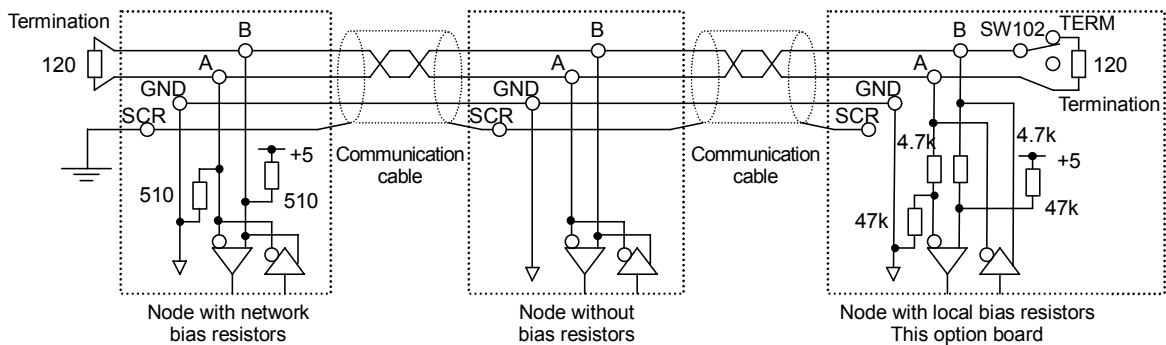 Termination
120
B
A
GND
SCR
+5
510
510
Node with network
bias resistors
Communication
cable
B
A
GND
SCR
Node without
bias resistors
Communication
cable
B
SW102
TERM
A
120
Termination
GND
SCR
4.7k
4.7k
+5
47k
47k
Node with local bias resistors
This option board